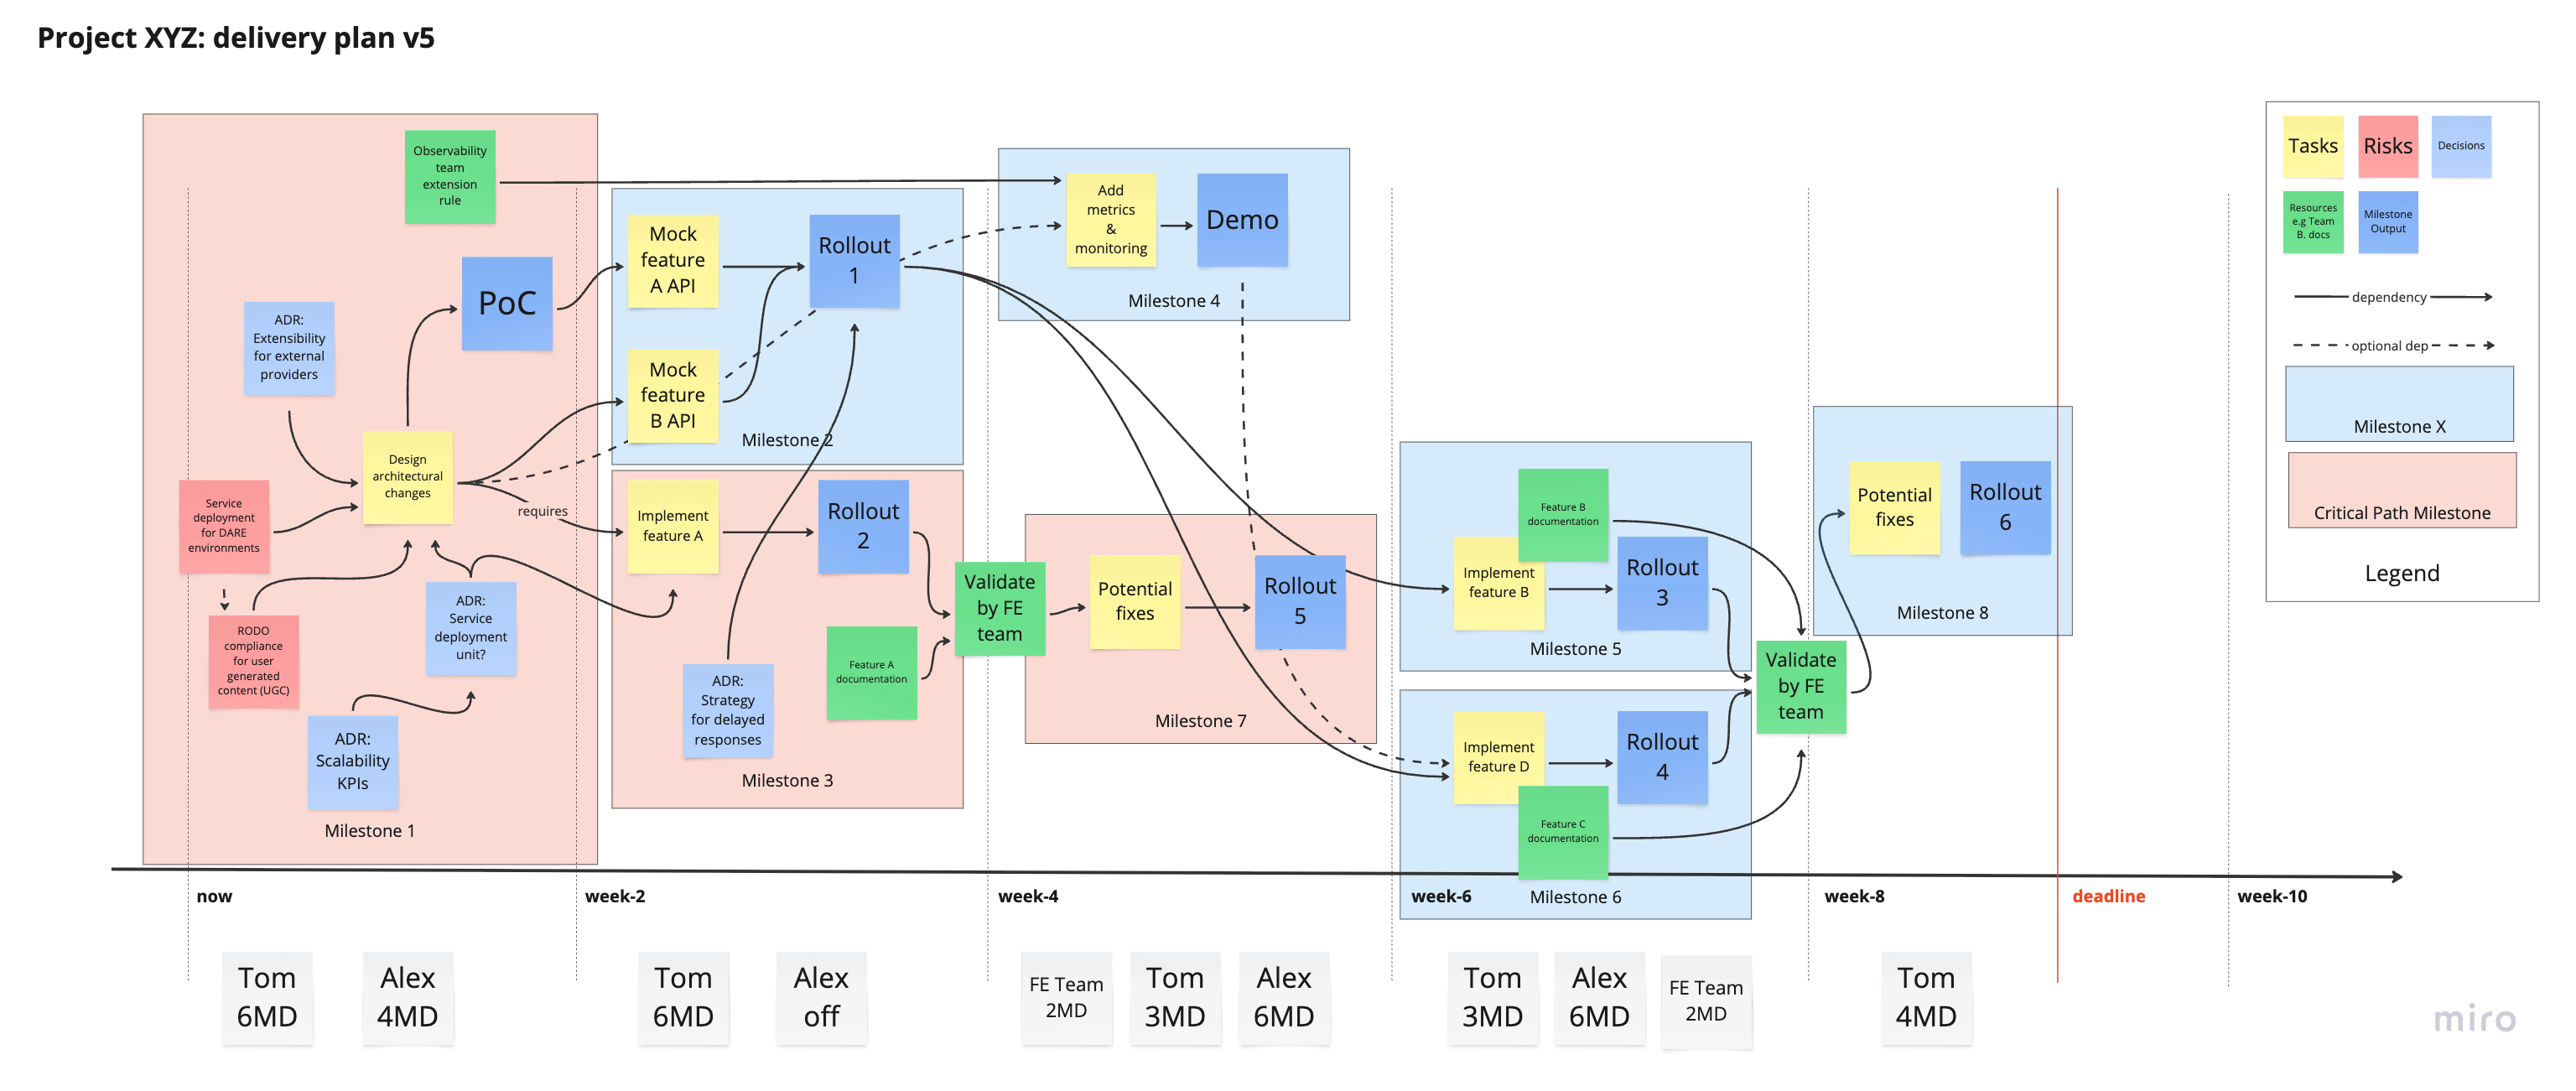 Project XYZ: delivery plan v5
Observability
team
extension
rule
PoC
ADR:
Extensibility
for external
providers
Design
architectural
changes
Service
deployment
for DARE
environments
requires
RODO
compliance
for user
generated
content (UGC)
ADR:
Service
deployment
unit?
ADR:
Scalability
KPIs
Milestone 1
Mock
feature
A API
Rollout
1
Mock
feature
B API
Milestone 2
Implement
feature A
Rollout
2
Feature A
documentation
ADR:
Strategy
for delayed
responses
Milestone 3
Validate
by FE
team
Add
metrics
&
monitoring
Demo
Milestone 4
Potential
fixes
Rollout
5
Milestone 7
Feature B
documentation
Implement
feature B
Rollout
3
Milestone 5
Implement
feature D
Rollout
4
Feature C
documentation
Milestone 6
Validate
by FE
team
Potential
fixes
Rollout
6
Milestone 8
Tasks
Risks
Decisions
Resources
e.g Team
B. docs
Milestone
Output
dependency
optional dep
Milestone X
Critical Path Milestone
Legend
now
week-2
week-4
week-6
week-8
deadline
week-10
Tom
6MD
Alex
4MD
Tom
6MD
Alex
off
FE Team
2MD
Tom
3MD
Alex
6MD
Tom
3MD
Alex
6MD
FE Team
2MD
Tom
4MD
miro